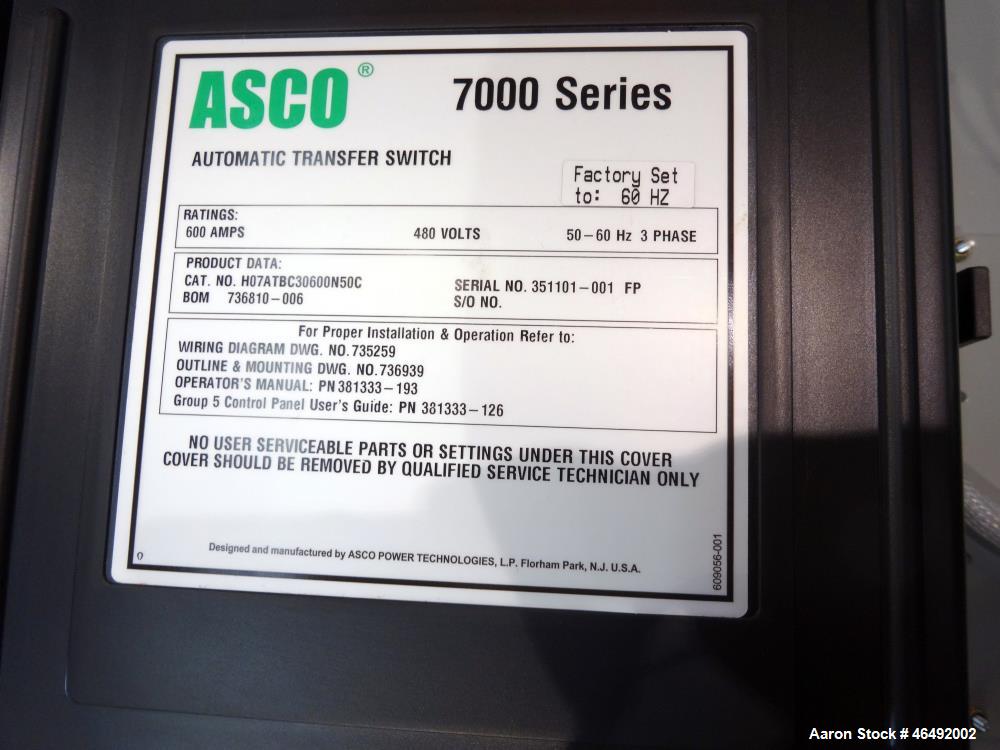 ASCO® 7000 Series
AUTOMATIC TRANSFER SWITCH
Factory Set
to: 60 HZ
RATINGS:
600 AMPS 480 VOLTS 50-60 Hz 3 PHASE
PRODUCT DATA:
CAT. NO. H07ATBC30600N50C SERIAL NO. 351101-001 FP
BOM 736810-006 S/O NO.
For Proper Installation & Operation Refer to:
WIRING DIAGRAM DWG. NO. 735259
OUTLINE & MOUNTING DWG. NO. 736939
OPERATOR'S MANUAL: PN 381333-193
Group 5 Control Panel User's Guide: PN 381333-126
NO USER SERVICEABLE PARTS OR SETTINGS UNDER THIS COVER
COVER SHOULD BE REMOVED BY QUALIFIED SERVICE TECHNICIAN ONLY
0
Designed and manufactured by ASCO POWER TECHNOLOGIES, L.P. Florham Park, N.J. U.S.A.
609056-001
Aaron Stock # 46492002